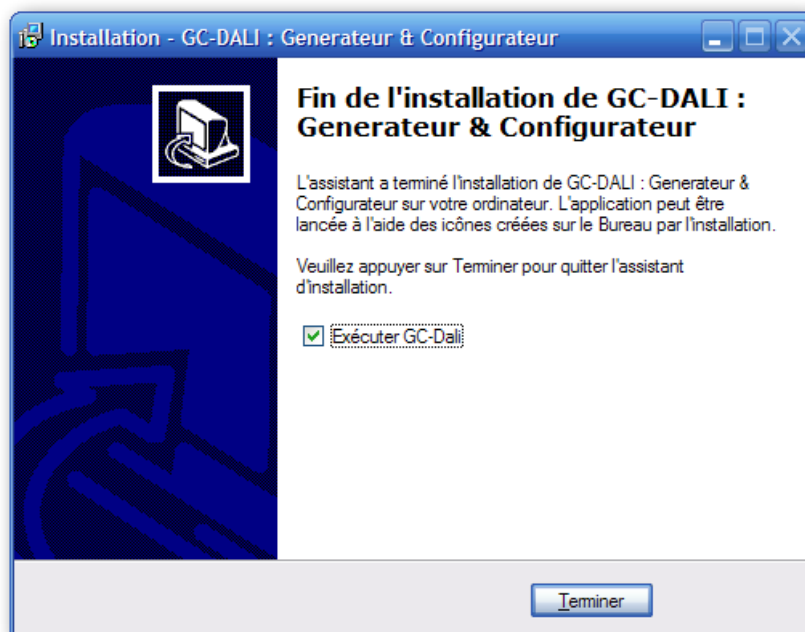 Installation - GC-DALI : Generateur & Configurateur
Fin de l'installation de GC-DALI :
Generateur & Configurateur
L'assistant a terminé l'installation de GC-DALI : Generateur &
Configurateur sur votre ordinateur. L'application peut être
lancée à l'aide des icônes créées sur le Bureau par l'installation.
Veuillez appuyer sur Terminer pour quitter l'assistant
d'installation.
Exécuter GC-Dali
Terminer